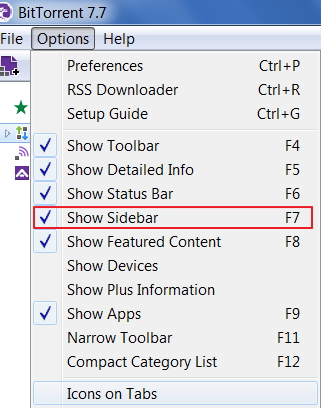 BitTorrent 7.7
File Options Help
Preferences Ctrl+P
RSS Downloader Ctrl+R
Setup Guide Ctrl+G
Show Toolbar F4
Show Detailed Info F5
Show Status Bar F6
Show Sidebar F7
Show Featured Content F8
Show Devices
Show Plus Information
Show Apps F9
Narrow Toolbar F11
Compact Category List F12
Icons on Tabs